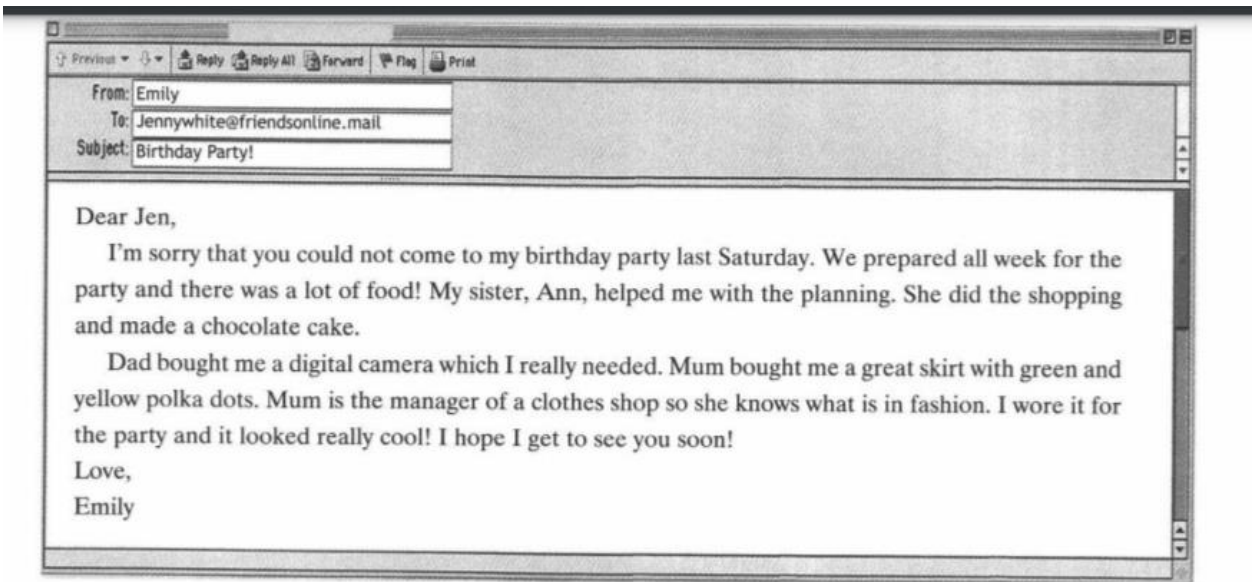 Previous Reply Reply All Forward Flag Print
From: Emily
To: Jennywhite@friendsonline.mail
Subject: Birthday Party!
Dear Jen,
I'm sorry that you could not come to my birthday party last Saturday. We prepared all week for the
party and there was a lot of food! My sister, Ann, helped me with the planning. She did the shopping
and made a chocolate cake.
Dad bought me a digital camera which I really needed. Mum bought me a great skirt with green and
yellow polka dots. Mum is the manager of a clothes shop so she knows what is in fashion. I wore it for
the party and it looked really cool! I hope I get to see you soon!
Love,
Emily